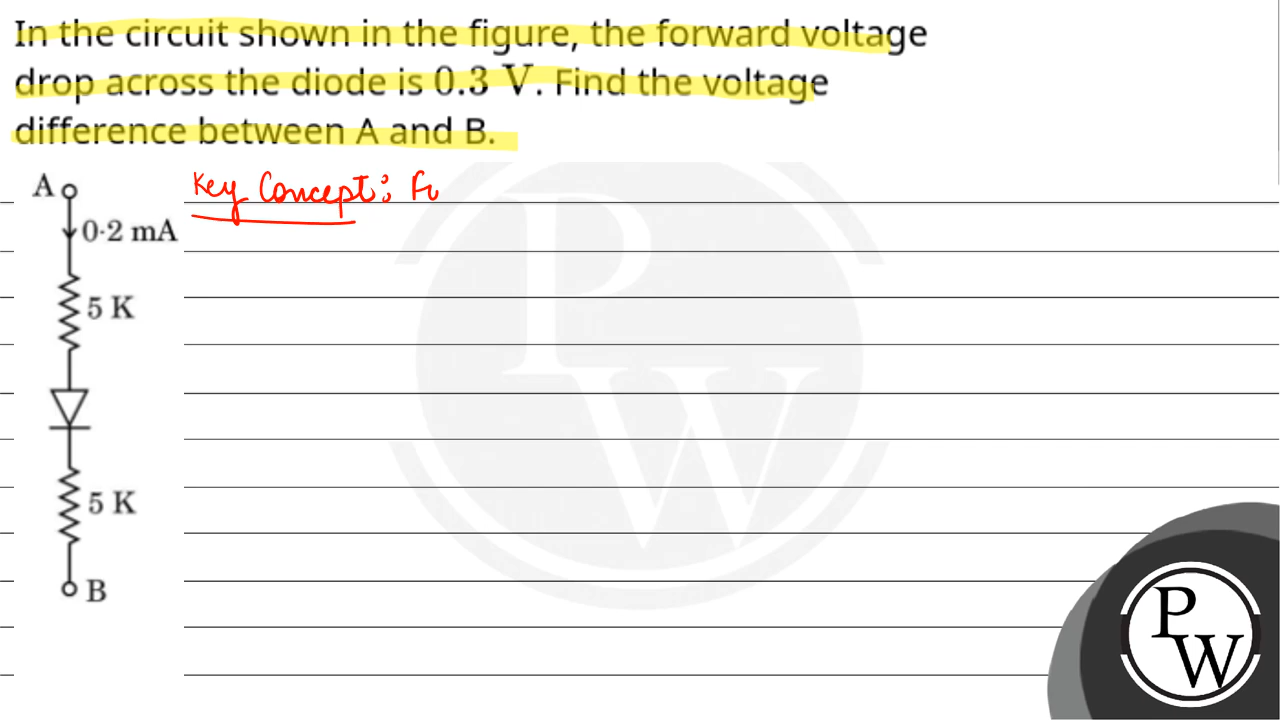 In the circuit shown in the figure, the forward voltage
drop across the diode is 0.3 V. Find the voltage
difference between A and B.
A
Key Concept:
0·2 mA
5 K
5 K
B
P
W
P
W